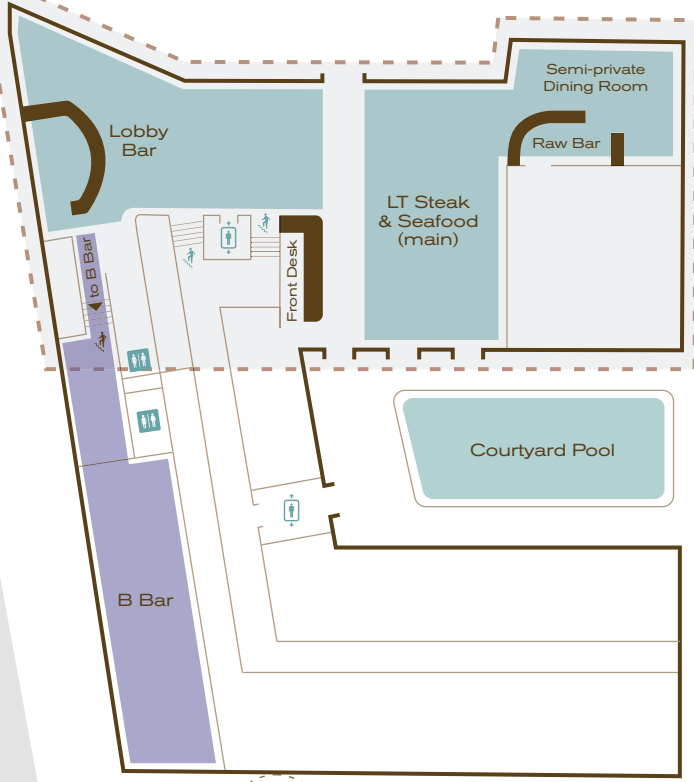 Semi-private
Dining Room
Lobby
Bar
Raw Bar
LT Steak
& Seafood
(main)
to B Bar
Front Desk
Courtyard Pool
B Bar